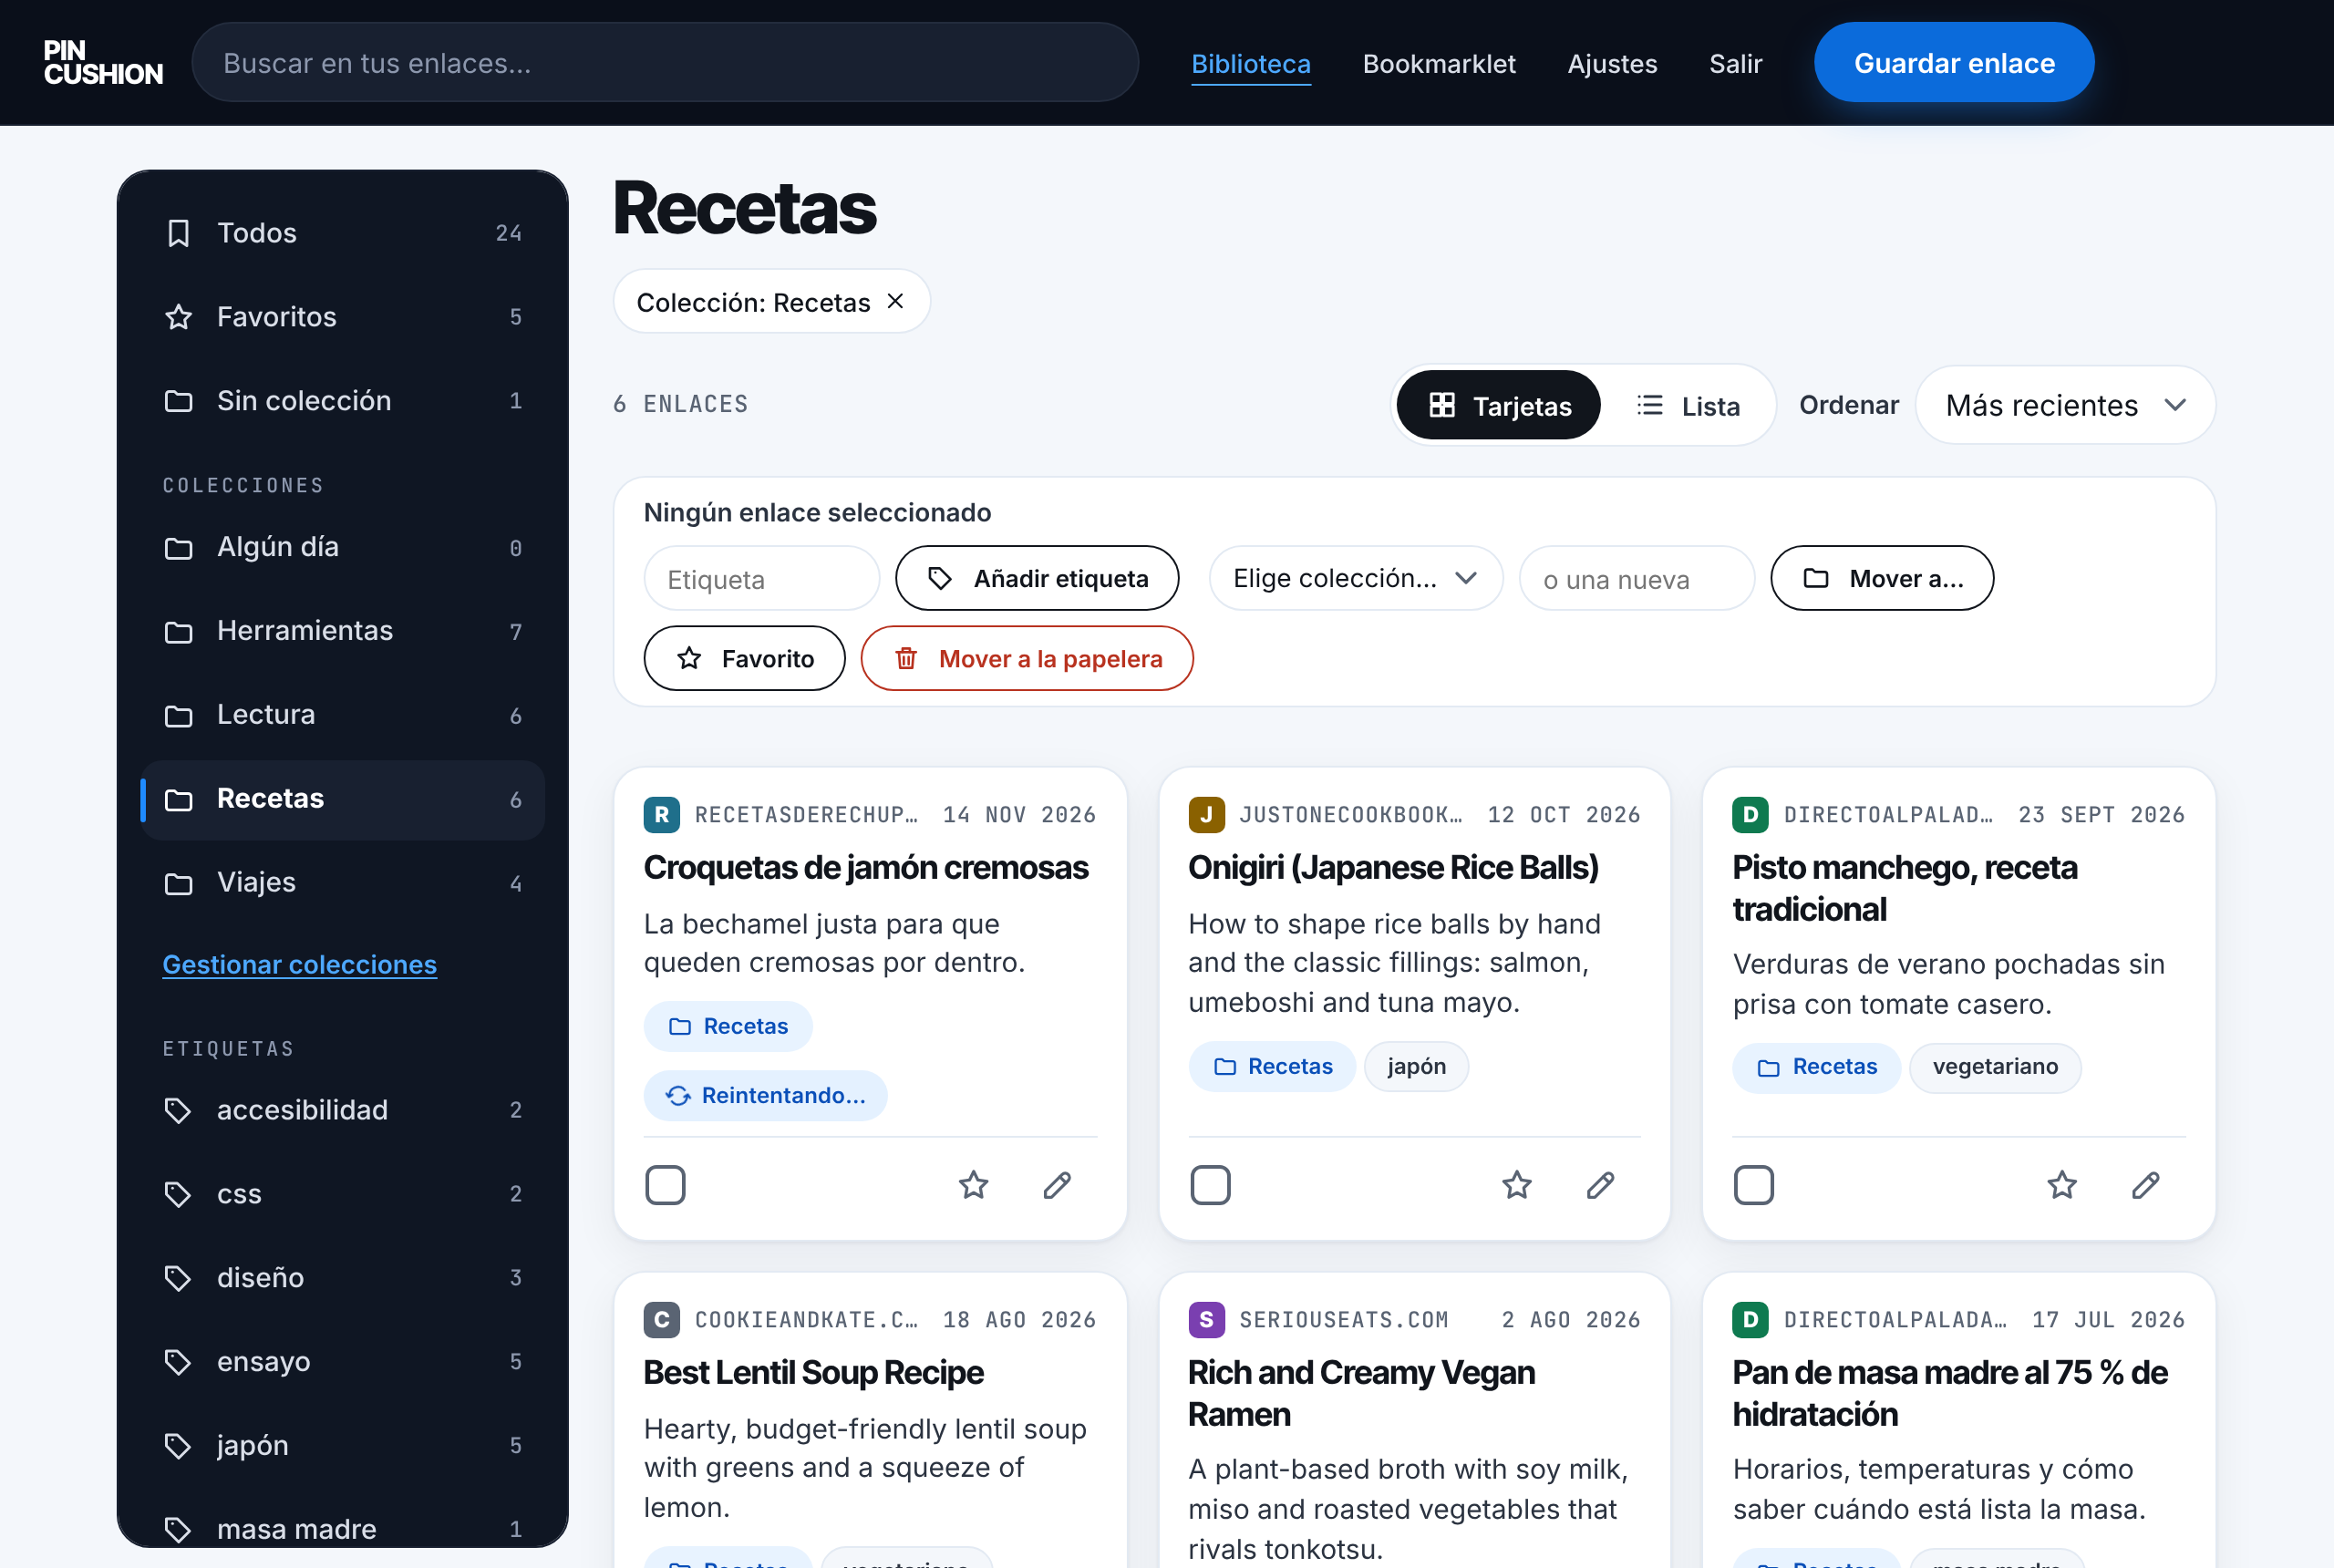 PIN
CUSHION
Buscar en tus enlaces...
Biblioteca
Bookmarklet
Ajustes
Salir
Guardar enlace
Todos 24
Favoritos 5
Sin colección 1
COLECCIONES
Algún día 0
Herramientas 7
Lectura 6
Recetas 6
Viajes 4
Gestionar colecciones
ETIQUETAS
accesibilidad 2
css 2
diseño 3
ensayo 5
japón 5
masa madre 1
Recetas
Colección: Recetas
6 ENLACES
Tarjetas
Lista
Ordenar
Más recientes
Ningún enlace seleccionado
Etiqueta
Añadir etiqueta
Elige colección...
o una nueva
Mover a...
Favorito
Mover a la papelera
R RECETASDERECHUP... 14 NOV 2026
Croquetas de jamón cremosas
La bechamel justa para que
queden cremosas por dentro.
Recetas
Reintentando...
J JUSTONECOOKBOOK... 12 OCT 2026
Onigiri (Japanese Rice Balls)
How to shape rice balls by hand
and the classic fillings: salmon,
umeboshi and tuna mayo.
Recetas japón
D DIRECTOALPALAD... 23 SEPT 2026
Pisto manchego, receta
tradicional
Verduras de verano pochadas sin
prisa con tomate casero.
Recetas vegetariano
C COOKIEANDKATE.C... 18 AGO 2026
Best Lentil Soup Recipe
Hearty, budget-friendly lentil soup
with greens and a squeeze of
lemon.
Recetas vegetariano
S SERIOUSEATS.COM 2 AGO 2026
Rich and Creamy Vegan
Ramen
A plant-based broth with soy milk,
miso and roasted vegetables that
rivals tonkotsu.
D DIRECTOALPALADA... 17 JUL 2026
Pan de masa madre al 75 % de
hidratación
Horarios, temperaturas y cómo
saber cuándo está lista la masa.
Recetas masa madre